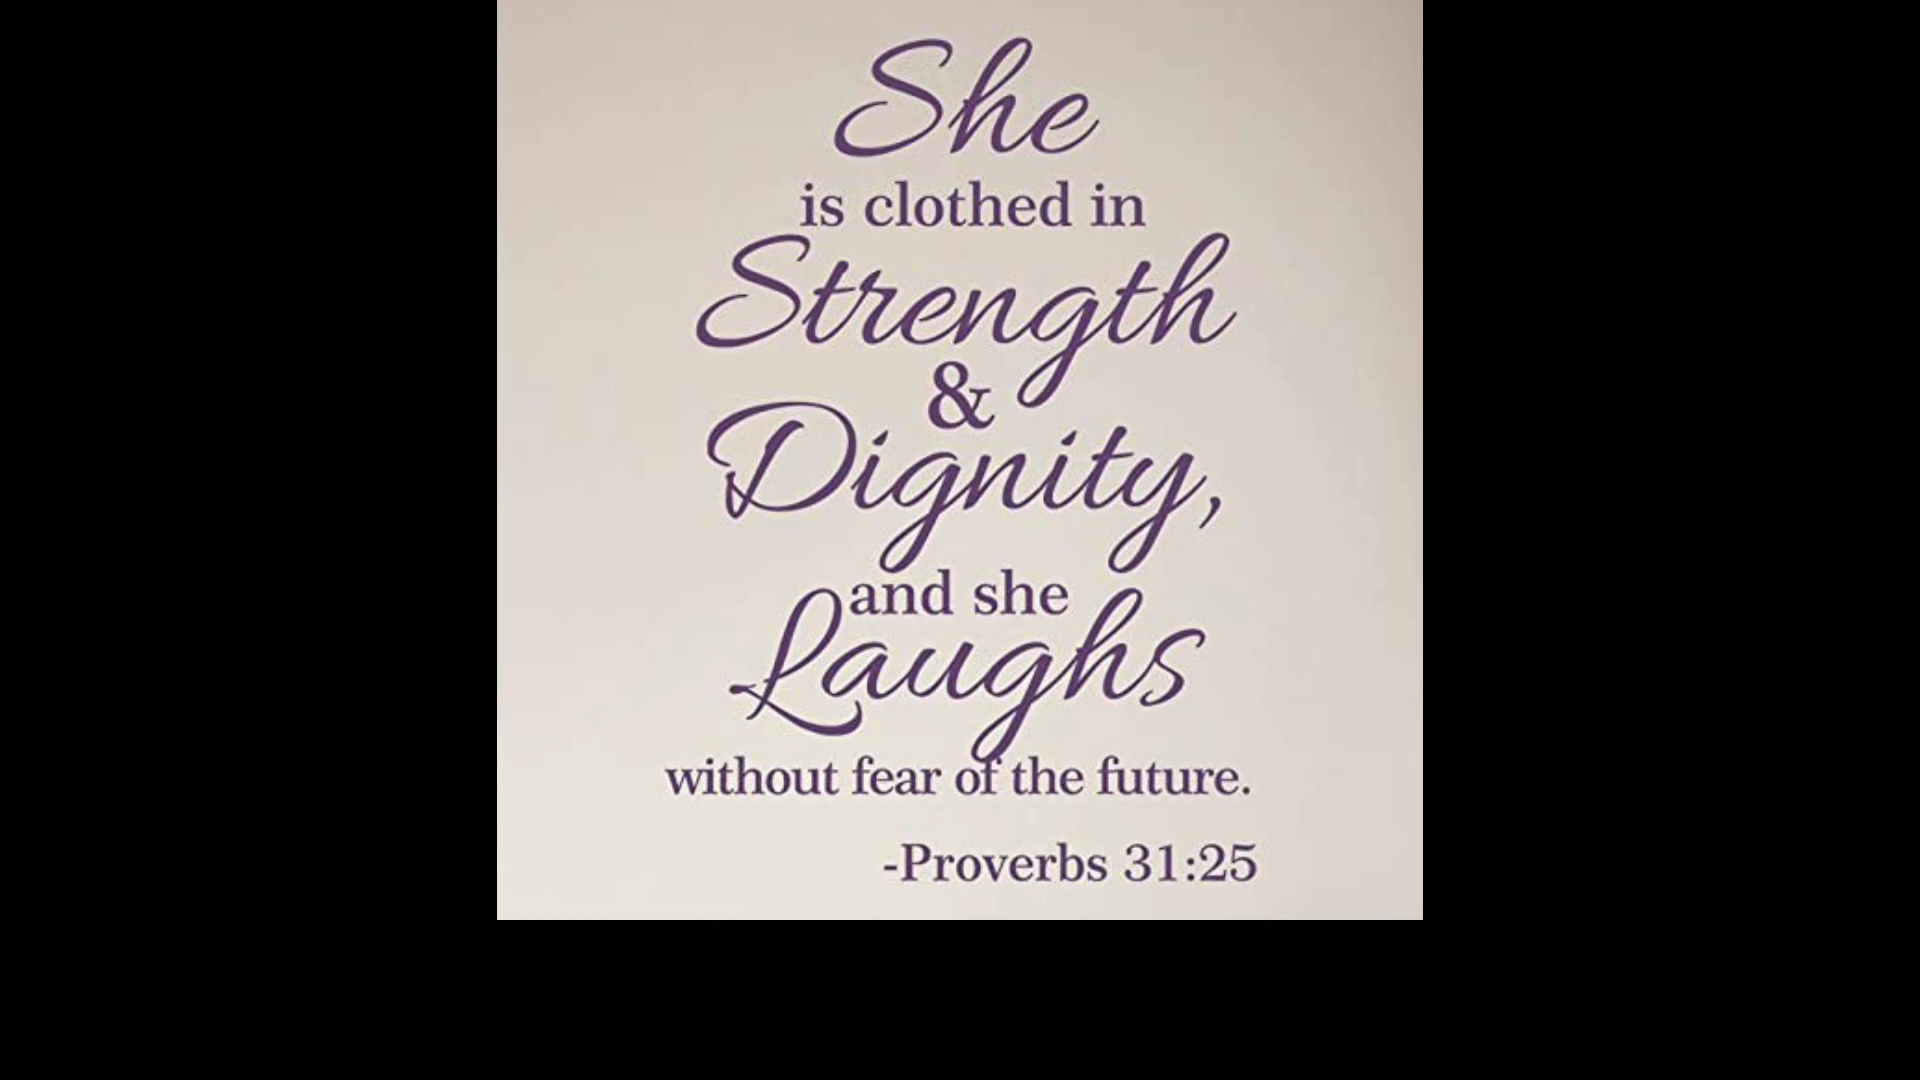 She
is clothed in
Strength
&
Dignity,
and she
Laughs
without fear of the future.
-Proverbs 31:25